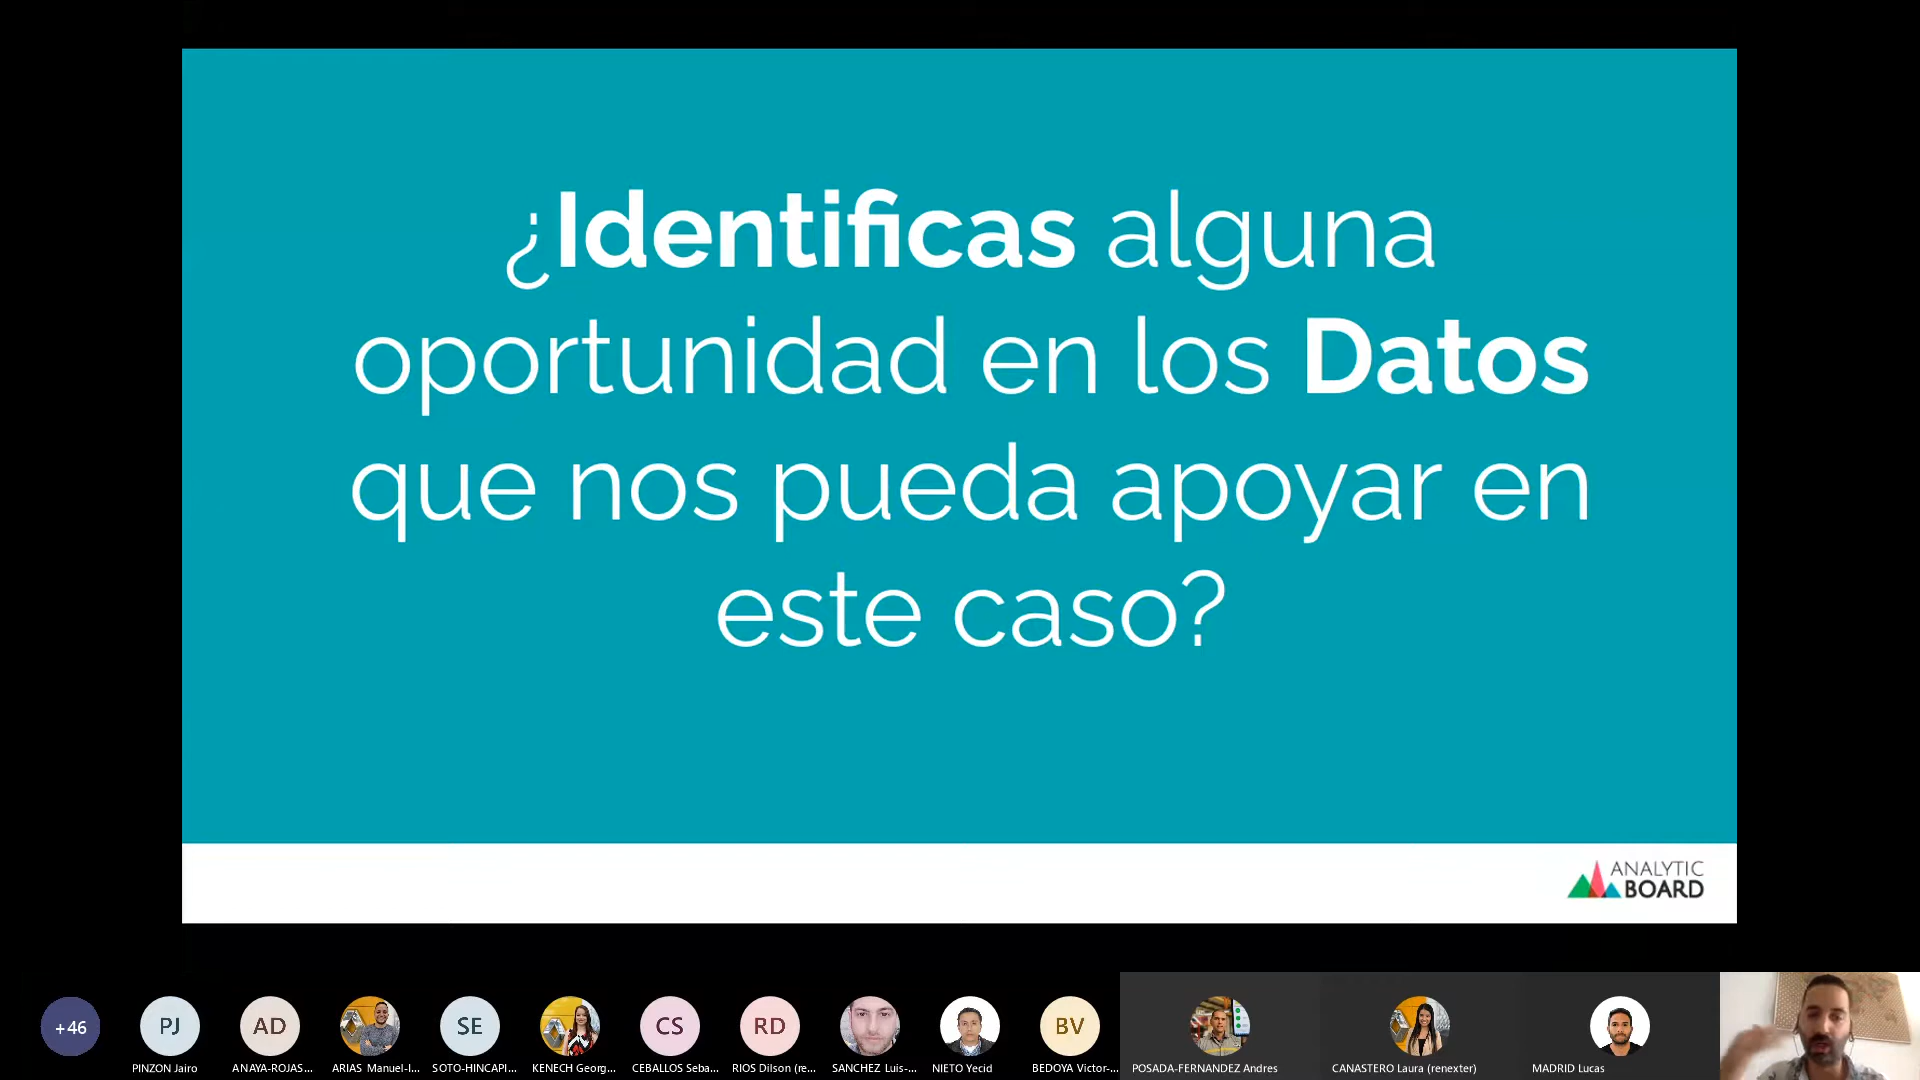 ¿Identificas alguna
oportunidad en los Datos
que nos pueda apoyar en
este caso?
ANALYTIC
BOARD
+46
PJ
AD
SE
CS
RD
BV
PINZON Jairo
ANAYA-ROJAS...
ARIAS Manuel-I...
SOTO-HINCAPI...
KENECH Georg...
CEBALLOS Seba...
RIOS Dilson (re...
SANCHEZ Luis-...
NIETO Yecid
BEDOYA Victor-...
POSADA-FERNANDEZ Andres
CANASTERO Laura (renexter)
MADRID Lucas